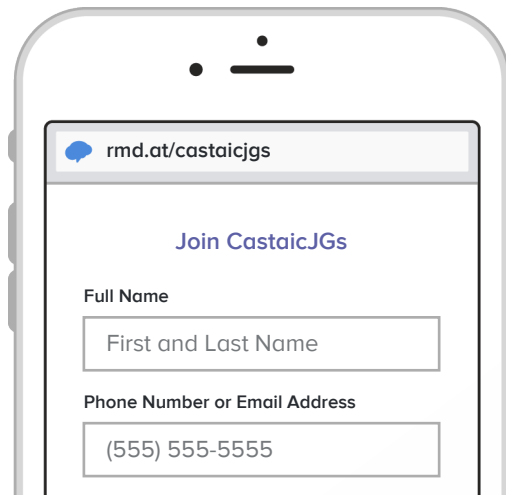 rmd.at/castaicjgs
Join CastaicJGs
Full Name
First and Last Name
Phone Number or Email Address
(555) 555-5555